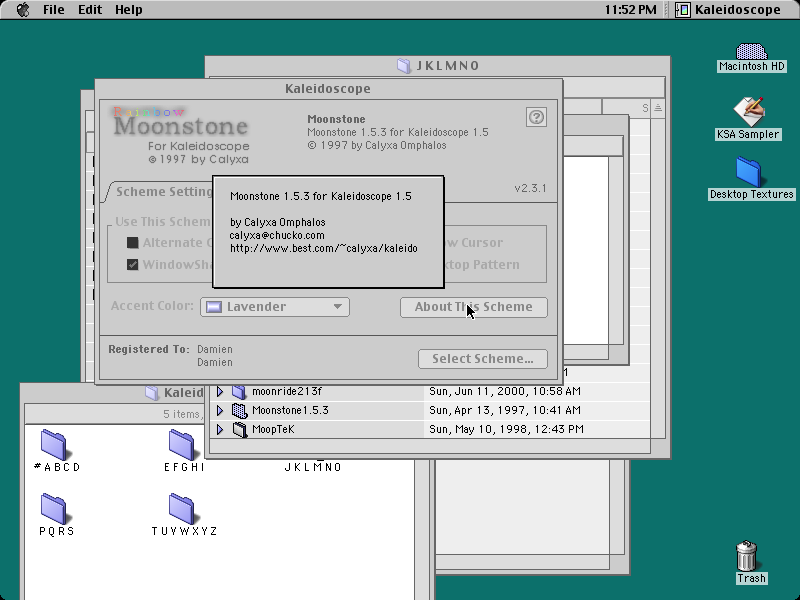 File Edit Help
11:52 PM
Kaleidoscope
JKLMNO
Macintosh HD
KSA Sampler
Desktop Textures
Trash
Kaleidoscope
Rainbow
Moonstone
For Kaleidoscope
© 1997 by Calyxa
Moonstone
Moonstone 1.5.3 for Kaleidoscope 1.5
© 1997 by Calyxa Omphalos
?
S
v2.3.1
Scheme Setting
Moonstone 1.5.3 for Kaleidoscope 1.5
by Calyxa Omphalos
calyxa@chucko.com
http://www.best.com/~calyxa/kaleido
Use This Schem
Alternate
Cursor
WindowSha
Pattern
Accent Color: Lavender
About This Scheme
Registered To: Damien
Damien
Select Scheme...
moonride213f Sun, Jun 11, 2000, 10:58 AM
Moonstone1.5.3 Sun, Apr 13, 1997, 10:41 AM
MoopTeK Sun, May 10, 1998, 12:43 PM
Kaleid
5 items,
#ABCD
EFGHI
JKLMNO
PQRS
TUVWXYZ